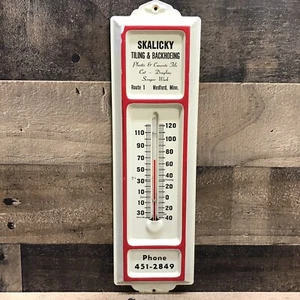 SKALICKY
TILING & BACKHOEING
Plastic & Concrete Tile
Cat - Dragline
Scraper Work
Route 1 Medford, Minn.
120
110 100
90 80
70 60
50 40
30 20
10 0
10 20
30 40
Phone
451-2849